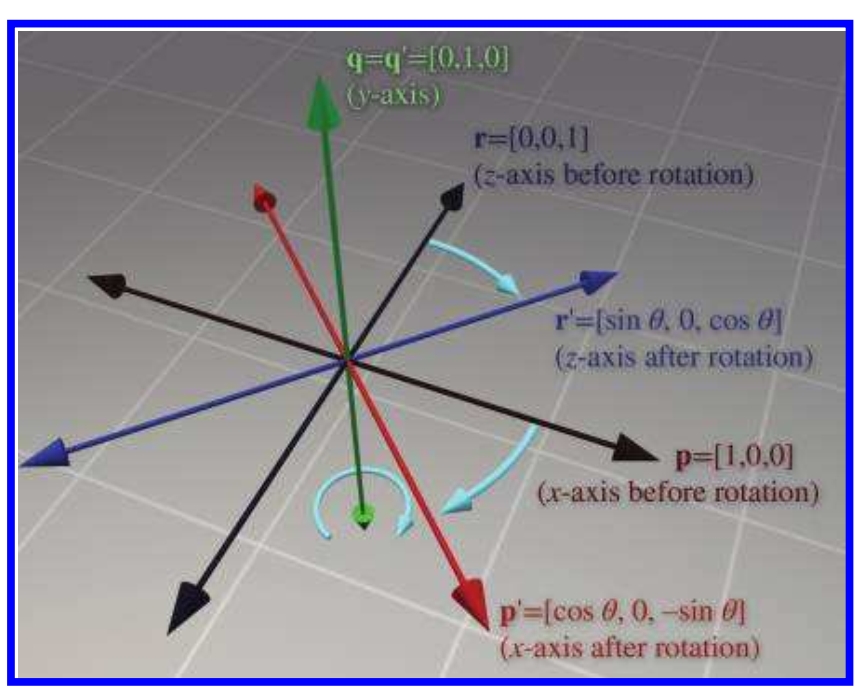 q=q'=[0,1,0]
(y-axis)
r=[0,0,1]
(z-axis before rotation)
r'=[sin θ, 0, cos θ]
(z-axis after rotation)
p=[1,0,0]
(x-axis before rotation)
p'=[cos θ, 0, –sin θ]
(x-axis after rotation)